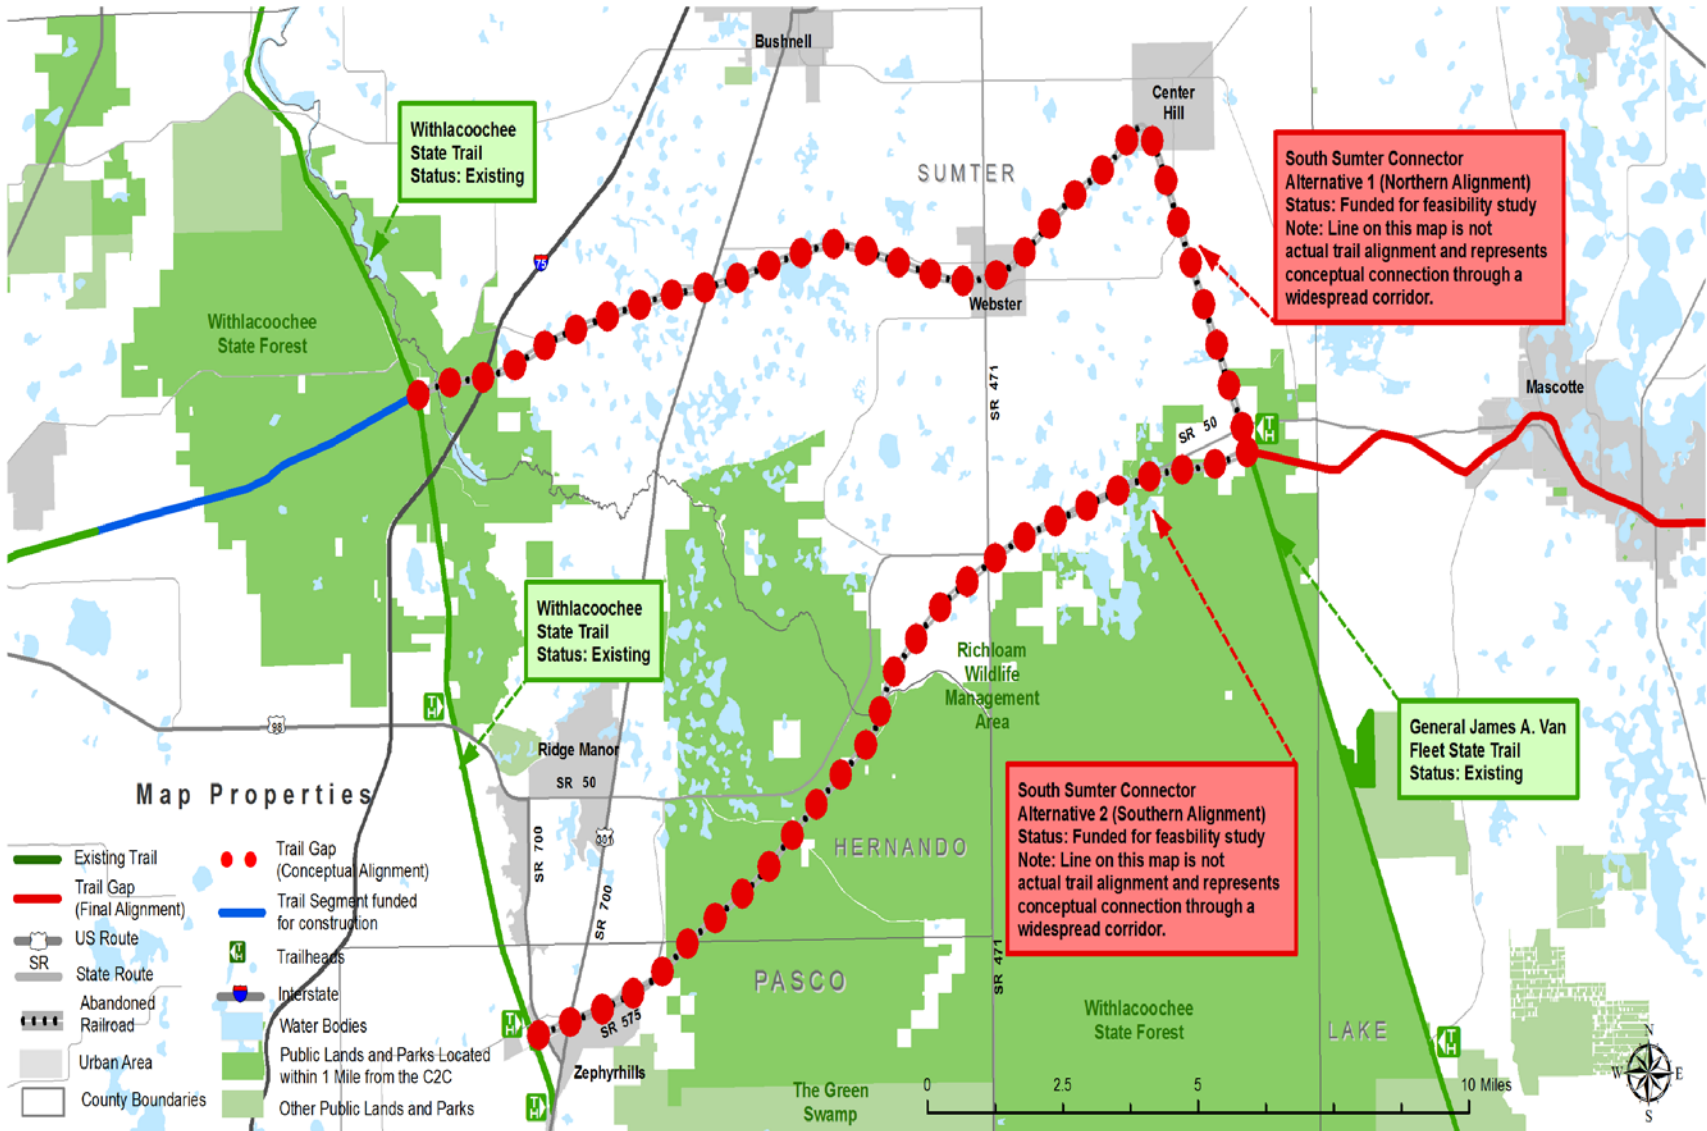 Bushnell
Center
Hill
Withlacoochee
State Trail
Status: Existing
SUMTER
South Sumter Connector
Alternative 1 (Northern Alignment)
Status: Funded for feasibility study
Note: Line on this map is not
actual trail alignment and represents
conceptual connection through a
widespread corridor.
75
Webster
Withlacoochee
State Forest
SR 471
Mascotte
SR 50
T
H
Withlacoochee
State Trail
Status: Existing
Richloam
Wildlife
Management
Area
T
H
98
Ridge Manor
SR 50
General James A. Van
Fleet State Trail
Status: Existing
South Sumter Connector
Alternative 2 (Southern Alignment)
Status: Funded for feasbility study
Note: Line on this map is not
actual trail alignment and represents
conceptual connection through a
widespread corridor.
HERNANDO
301
SR 700
SR 700
SR 471
PASCO
Withlacoochee
State Forest
LAKE
T
H
T
H
SR 575
Zephyrhills
T
H
The Green
Swamp
Map Properties
Existing Trail
Trail Gap
(Final Alignment)
US Route
SR
State Route
Abandoned
Railroad
Urban Area
County Boundaries
Trail Gap
(Conceptual Alignment)
Trail Segment funded
for construction
T
H
Trailheads
Interstate
Water Bodies
Public Lands and Parks Located
within 1 Mile from the C2C
Other Public Lands and Parks
0 2.5 5 10 Miles
N
W E
S